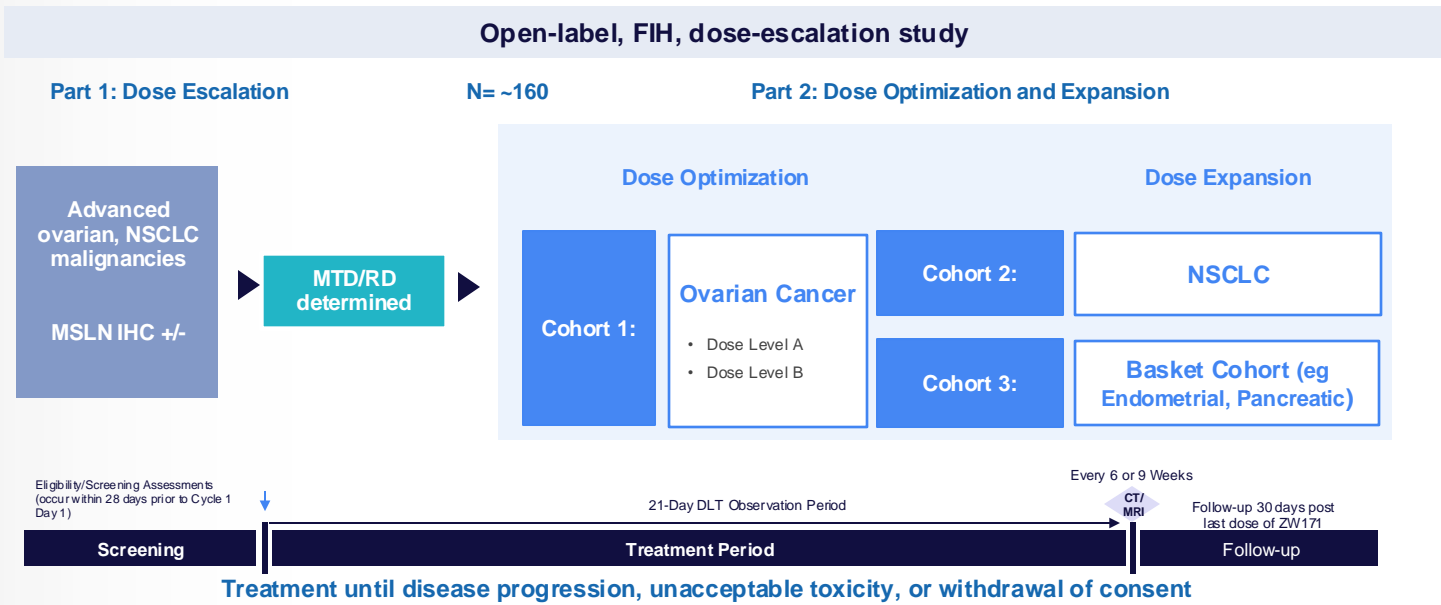 Open-label, FIH, dose-escalation study
Part 1: Dose Escalation
N= ~160
Part 2: Dose Optimization and Expansion
Advanced
ovarian, NSCLC
malignancies
MSLN IHC +/-
MTD/RD
determined
Dose Optimization
Dose Expansion
Cohort 1:
Ovarian Cancer
• Dose Level A
• Dose Level B
Cohort 2:
NSCLC
Cohort 3:
Basket Cohort (eg
Endometrial, Pancreatic)
Eligibility/Screening Assessments
(occur within 28 days prior to Cycle 1
Day 1)
21-Day DLT Observation Period
Every 6 or 9 Weeks
CT/
MRI
Follow-up 30 days post
last dose of ZW171
Screening
Treatment Period
Follow-up
Treatment until disease progression, unacceptable toxicity, or withdrawal of consent